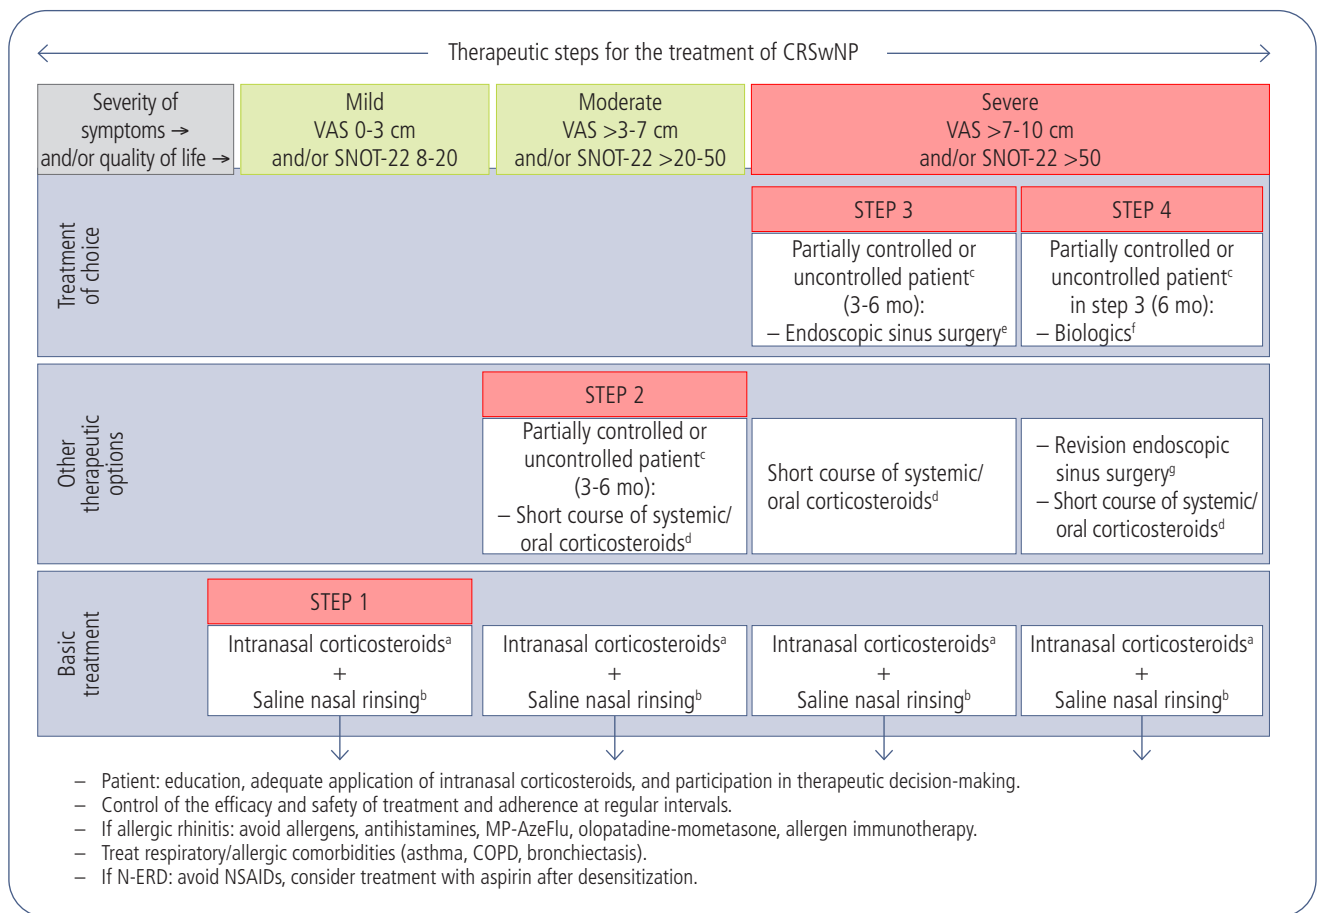 Therapeutic steps for the treatment of CRSwNP
Severity of
symptoms →
and/or quality of life →
Mild
VAS 0-3 cm
and/or SNOT-22 8-20
Moderate
VAS >3-7 cm
and/or SNOT-22 >20-50
Severe
VAS >7-10 cm
and/or SNOT-22 >50
Treatment
of choice
STEP 3
Partially controlled or
uncontrolled patientᶜ
(3-6 mo):
– Endoscopic sinus surgeryᵉ
STEP 4
Partially controlled or
uncontrolled patientᶜ
in step 3 (6 mo):
– Biologicsᶠ
Other
therapeutic
options
STEP 2
Partially controlled or
uncontrolled patientᶜ
(3-6 mo):
– Short course of systemic/
oral corticosteroidsᵈ
Short course of systemic/
oral corticosteroidsᵈ
– Revision endoscopic
sinus surgeryᵍ
– Short course of systemic/
oral corticosteroidsᵈ
Basic
treatment
STEP 1
Intranasal corticosteroidsᵃ
+
Saline nasal rinsingᵇ
Intranasal corticosteroidsᵃ
+
Saline nasal rinsingᵇ
Intranasal corticosteroidsᵃ
+
Saline nasal rinsingᵇ
Intranasal corticosteroidsᵃ
+
Saline nasal rinsingᵇ
– Patient: education, adequate application of intranasal corticosteroids, and participation in therapeutic decision-making.
– Control of the efficacy and safety of treatment and adherence at regular intervals.
– If allergic rhinitis: avoid allergens, antihistamines, MP-AzeFlu, olopatadine-mometasone, allergen immunotherapy.
– Treat respiratory/allergic comorbidities (asthma, COPD, bronchiectasis).
– If N-ERD: avoid NSAIDs, consider treatment with aspirin after desensitization.